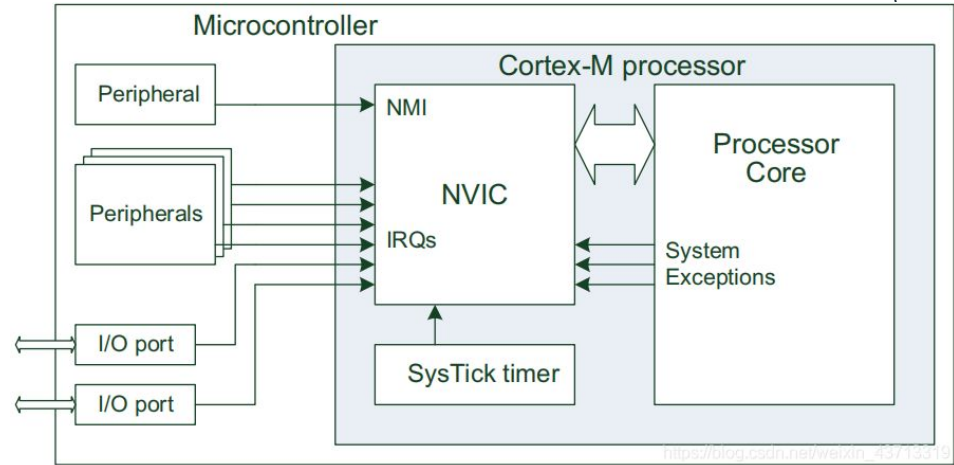 Microcontroller
Cortex-M processor
Peripheral
NMI
Processor
Core
NVIC
Peripherals
IRQs
System
Exceptions
I/O port
SysTick timer
I/O port
https://blog.csdn.net/weixin_43713319